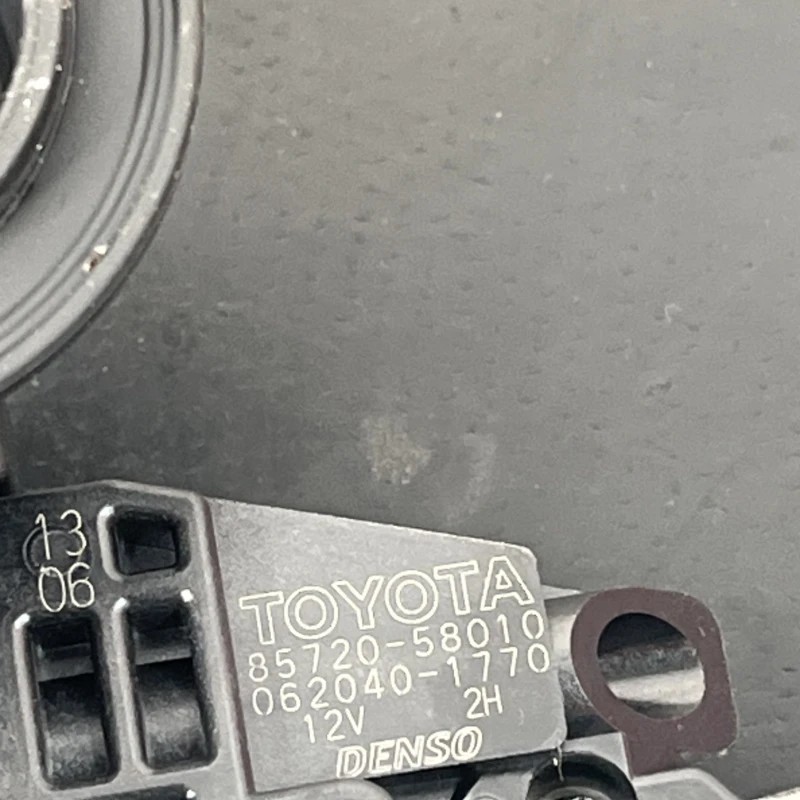 13
06
TOYOTA
85720-58010
062040-1770
12V 2H
DENSO